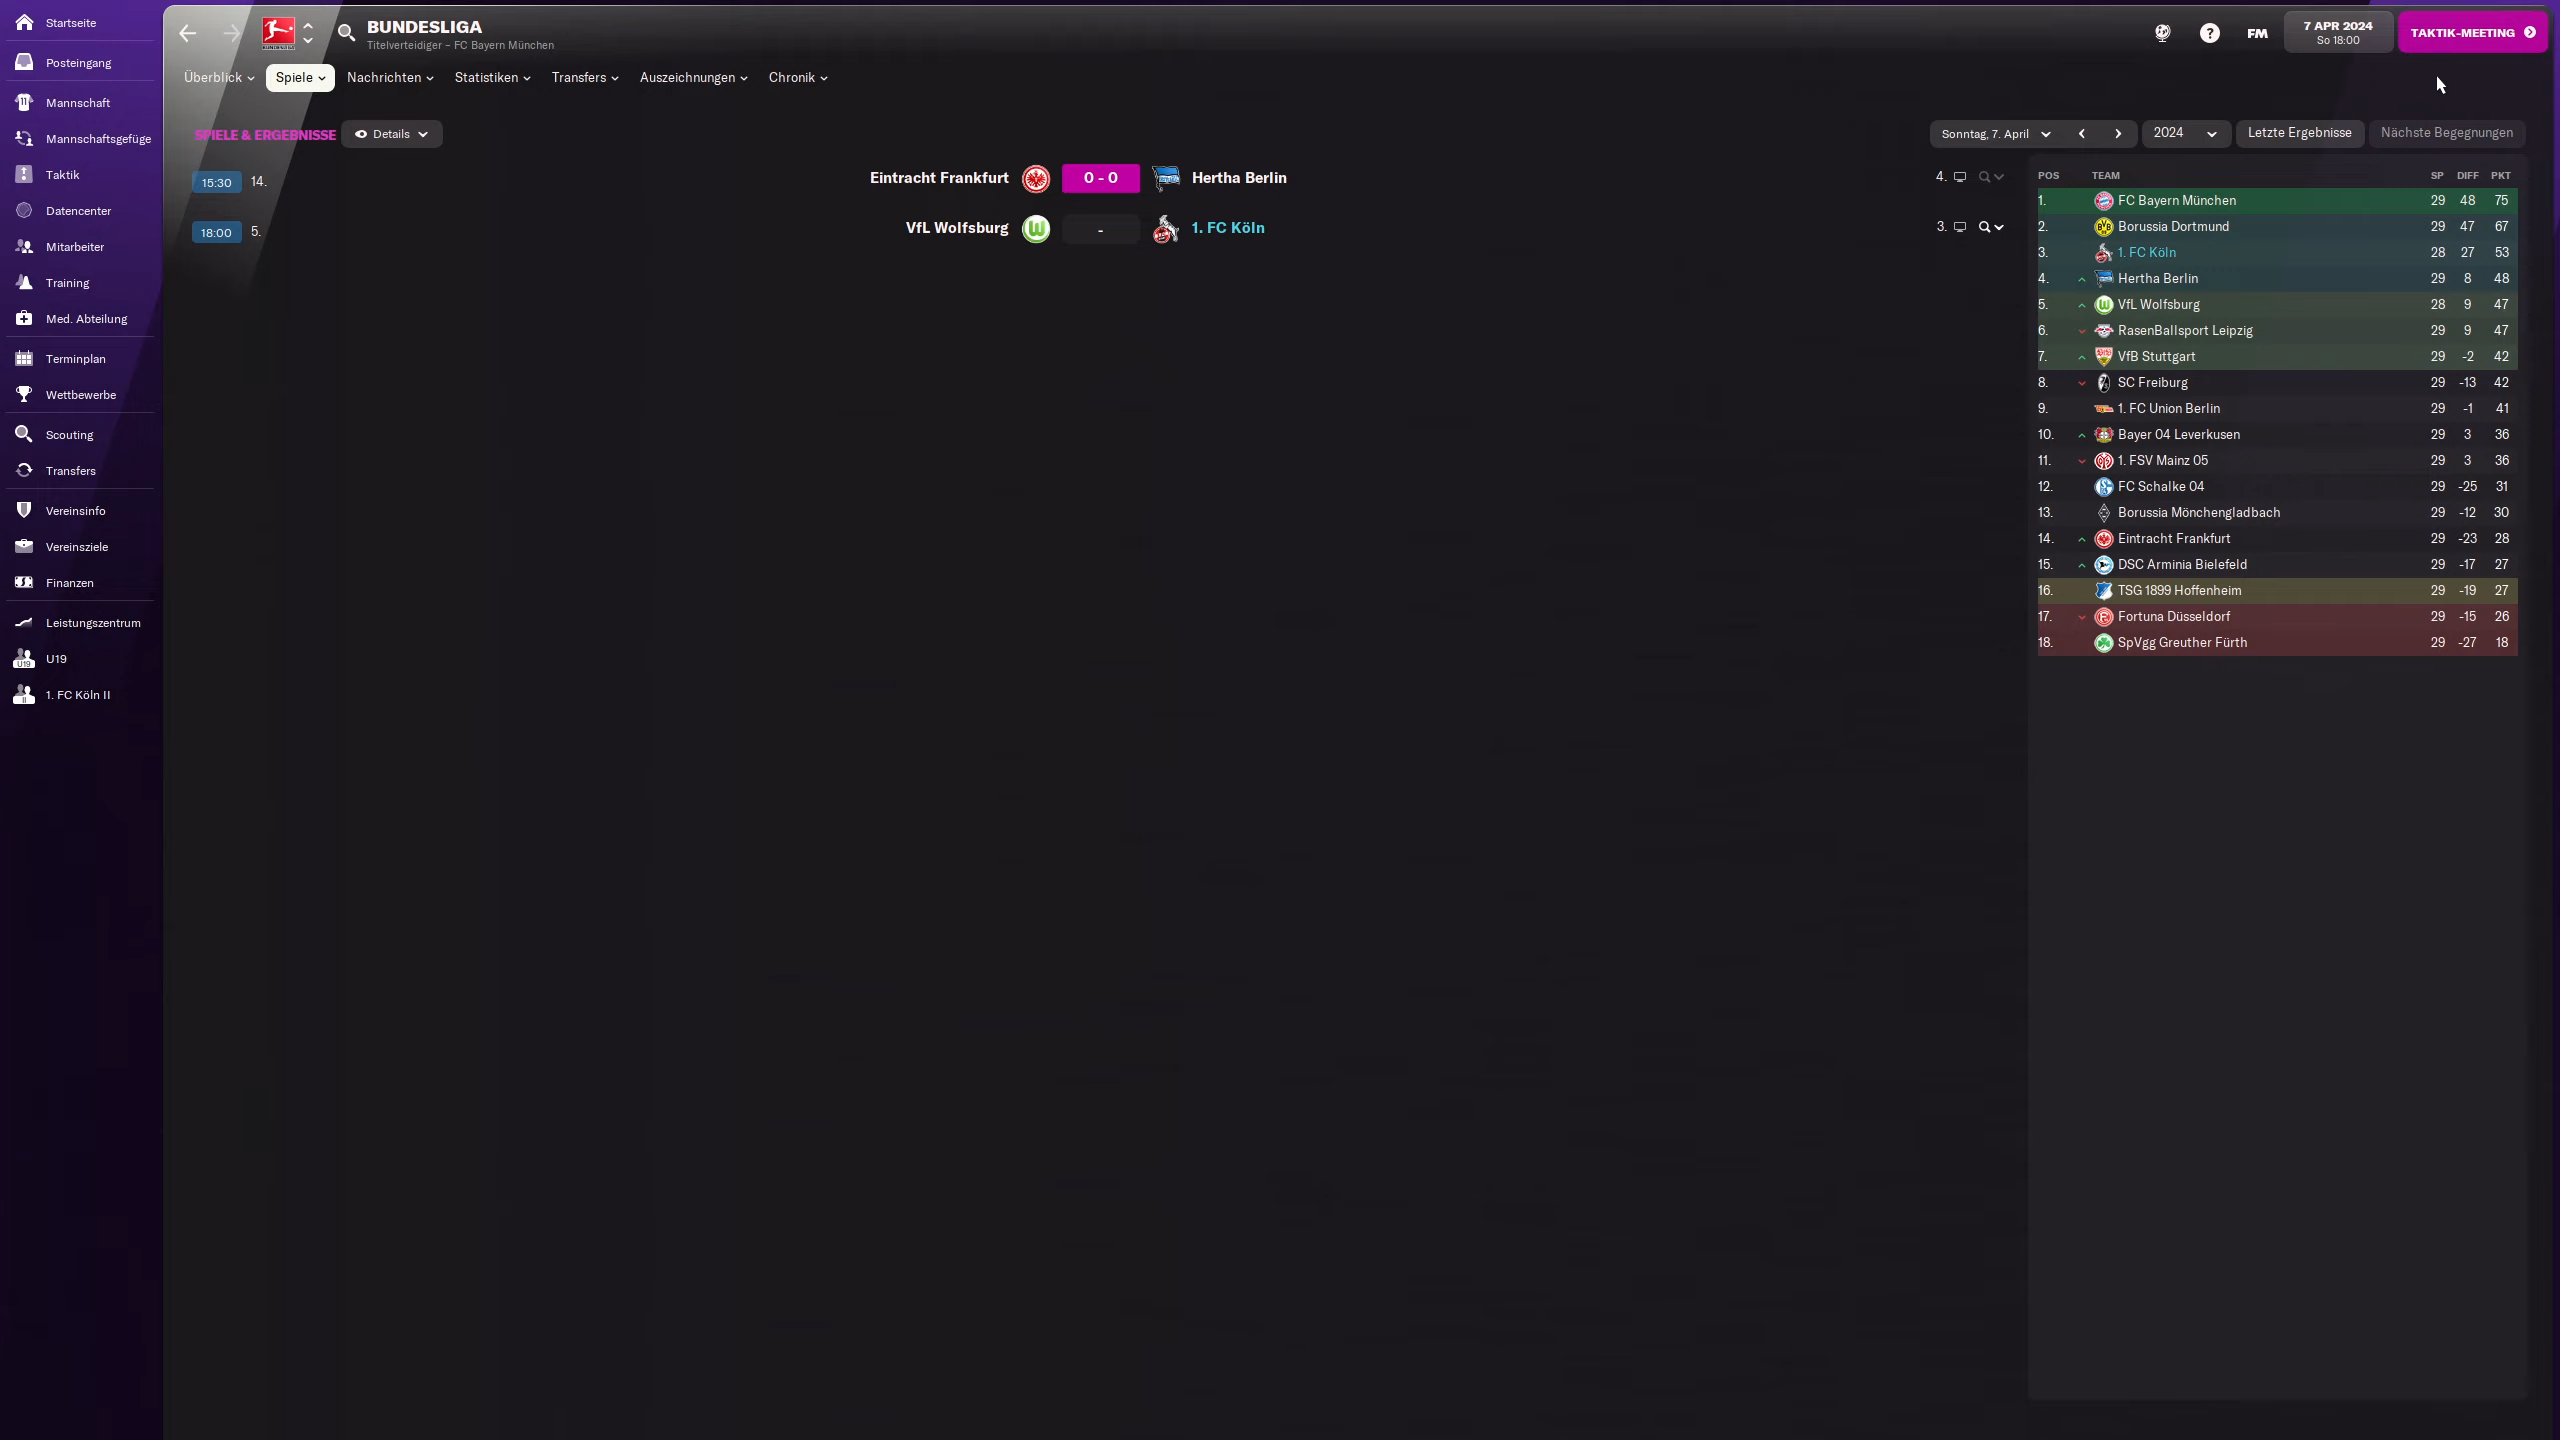 Startseite
Posteingang
Mannschaft
Mannschaftsgefüge
Taktik
Datencenter
Mitarbeiter
Training
Med. Abteilung
Terminplan
Wettbewerbe
Scouting
Transfers
Vereinsinfo
Vereinsziele
Finanzen
Leistungszentrum
U19
1. FC Köln II
BUNDESLIGA
Titelverteidiger – FC Bayern München
FM
7 APR 2024
So 18:00
TAKTIK-MEETING
Überblick Spiele Nachrichten Statistiken Transfers Auszeichnungen Chronik
SPIELE & ERGEBNISSE Details
Sonntag, 7. April 2024 Letzte Ergebnisse Nächste Begegnungen
15:30 14. Eintracht Frankfurt 0 - 0 Hertha Berlin 4.
18:00 5. VfL Wolfsburg - 1. FC Köln 3.
POS TEAM SP DIFF PKT
1. FC Bayern München 29 48 75
2. Borussia Dortmund 29 47 67
3. 1. FC Köln 28 27 53
4. Hertha Berlin 29 8 48
5. VfL Wolfsburg 28 9 47
6. RasenBallsport Leipzig 29 9 47
7. VfB Stuttgart 29 -2 42
8. SC Freiburg 29 -13 42
9. 1. FC Union Berlin 29 -1 41
10. Bayer 04 Leverkusen 29 3 36
11. 1. FSV Mainz 05 29 3 36
12. FC Schalke 04 29 -25 31
13. Borussia Mönchengladbach 29 -12 30
14. Eintracht Frankfurt 29 -23 28
15. DSC Arminia Bielefeld 29 -17 27
16. TSG 1899 Hoffenheim 29 -19 27
17. Fortuna Düsseldorf 29 -15 26
18. SpVgg Greuther Fürth 29 -27 18